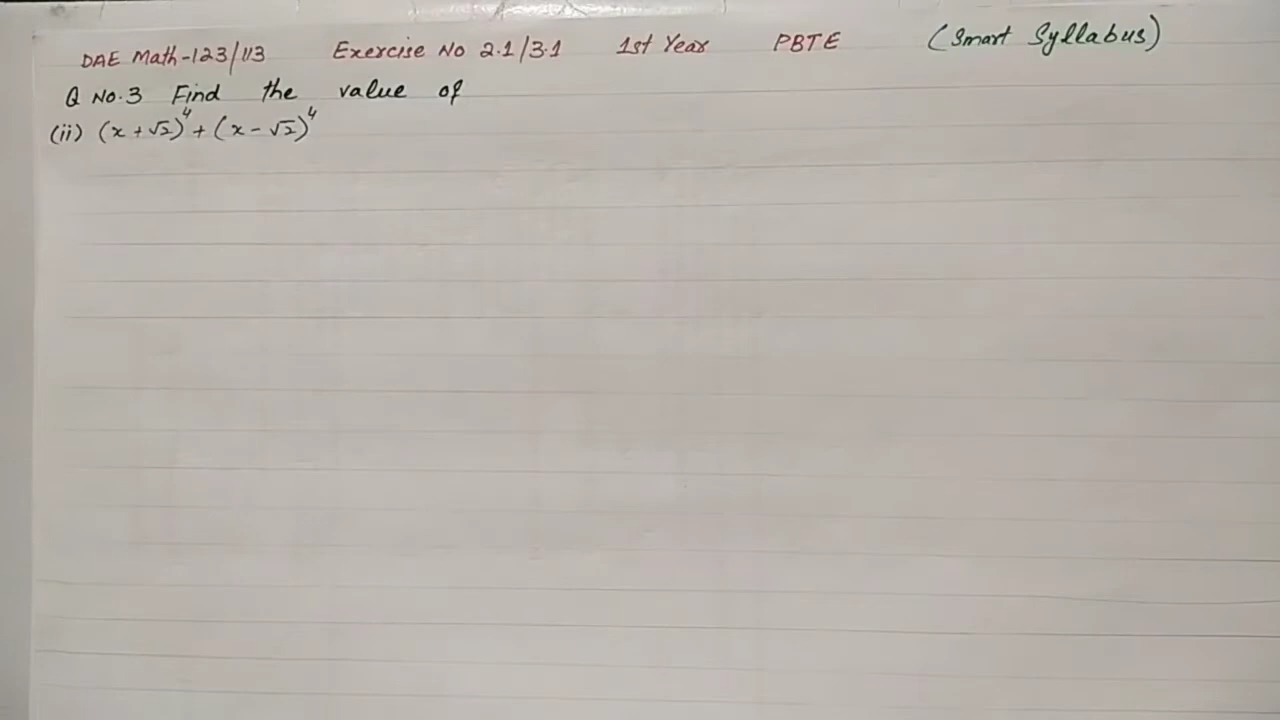 DAE Math-123/113 Exercise No 2.1/3.1 1st Year PBTE (Smart Syllabus)
Q No.3 Find the value of
(ii) (x + √2)⁴ + (x - √2)⁴